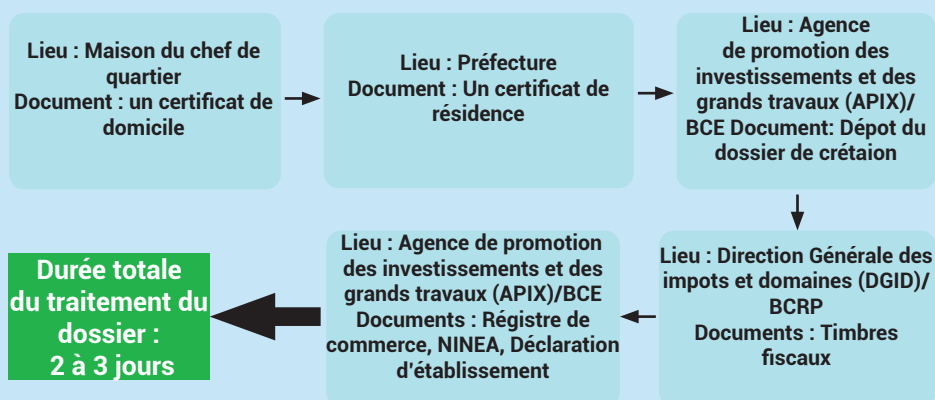 Lieu : Maison du chef de
quartier
Document : un certificat de
domicile
Lieu : Préfecture
Document : Un certificat de
résidence
Lieu : Agence
de promotion des
investissements et des
grands travaux (APIX)/
BCE Document: Dépot du
dossier de crétaion
Lieu : Direction Générale des
impots et domaines (DGID)/
BCRP
Documents : Timbres
fiscaux
Lieu : Agence de promotion
des investissements et des
grands travaux (APIX)/BCE
Documents : Régistre de
commerce, NINEA, Déclaration
d'établissement
Durée totale
du traitement du
dossier :
2 à 3 jours